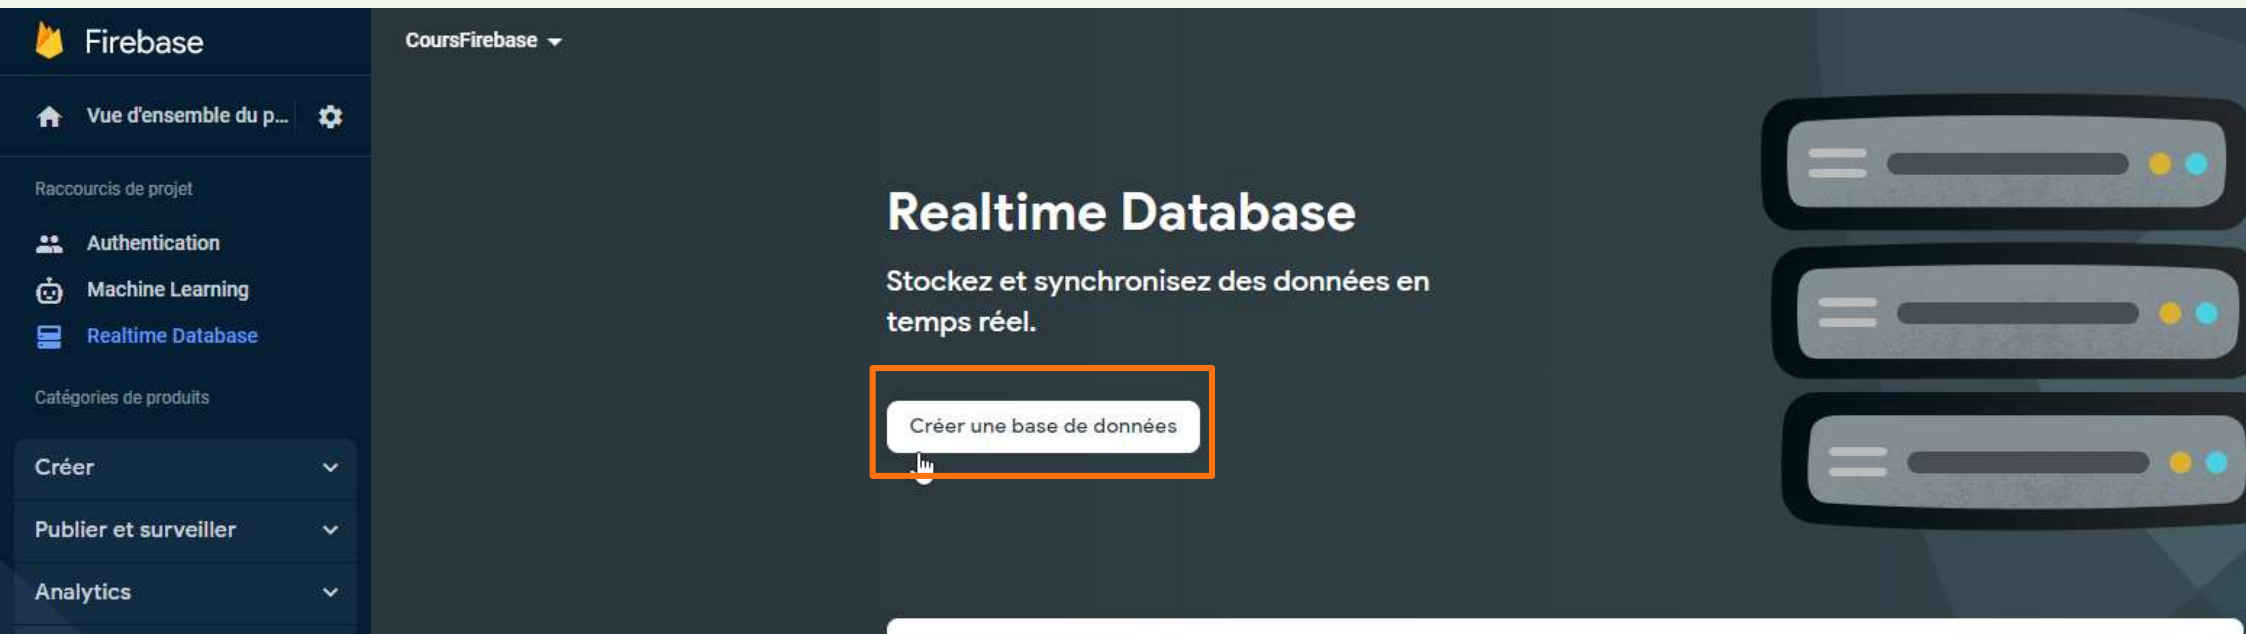 Firebase
CoursFirebase
Vue d'ensemble du p...
Raccourcis de projet
Authentication
Machine Learning
Realtime Database
Catégories de produits
Créer
Publier et surveiller
Analytics
Realtime Database
Stockez et synchronisez des données en
temps réel.
Créer une base de données